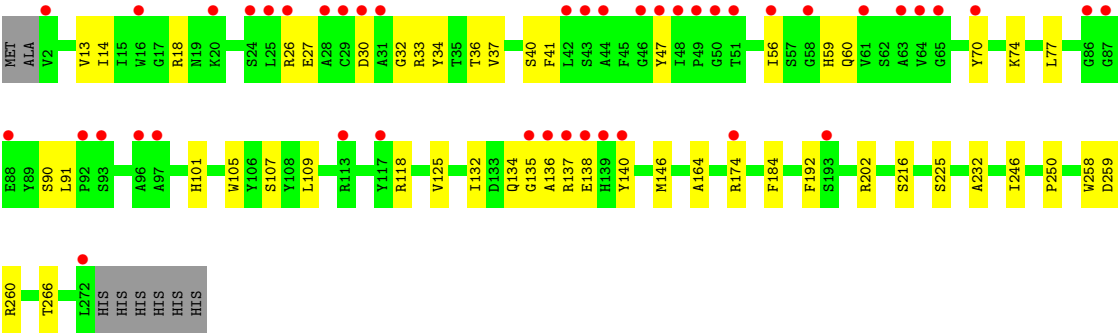 MET ALA V2 V13 I14 I15 W16 G17 R18 N19 K20 S24 L25 R26 E27 A28 C29 D30 A31 G32 R33 Y34 T35 T36 V37 S40 F41 L42 S43 A44 F45 G46 Y47 I48 P49 G50 T51 I56 S57 G58 H59 Q60 V61 S62 A63 V64 G65 Y70 K74 L77 G86 G87
E88 Y89 S90 L91 P92 S93 A96 A97 H101 W105 Y106 S107 Y108 L109 R113 Y117 R118 V125 I132 D133 Q134 G135 A136 R137 E138 H139 Y140 M146 A164 R174 F184 F192 S193 R202 S216 S225 A232 I246 P250 W258 D259
R260 T266 L272 HIS HIS HIS HIS HIS HIS